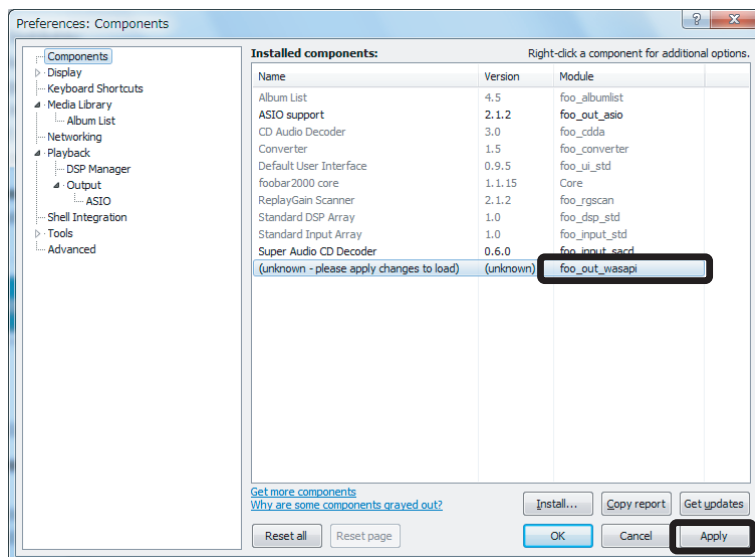 Preferences: Components
Components
Display
Keyboard Shortcuts
Media Library
Album List
Networking
Playback
DSP Manager
Output
ASIO
Shell Integration
Tools
Advanced
Installed components: Right-click a component for additional options.
Name Version Module
Album List 4.5 foo_albumlist
ASIO support 2.1.2 foo_out_asio
CD Audio Decoder 3.0 foo_cdda
Converter 1.5 foo_converter
Default User Interface 0.9.5 foo_ui_std
foobar2000 core 1.1.15 Core
ReplayGain Scanner 2.1.2 foo_rgscan
Standard DSP Array 1.0 foo_dsp_std
Standard Input Array 1.0 foo_input_std
Super Audio CD Decoder 0.6.0 foo_input_sacd
(unknown - please apply changes to load) (unknown) foo_out_wasapi
Get more components
Why are some components grayed out?
Install... Copy report Get updates
Reset all Reset page OK Cancel Apply